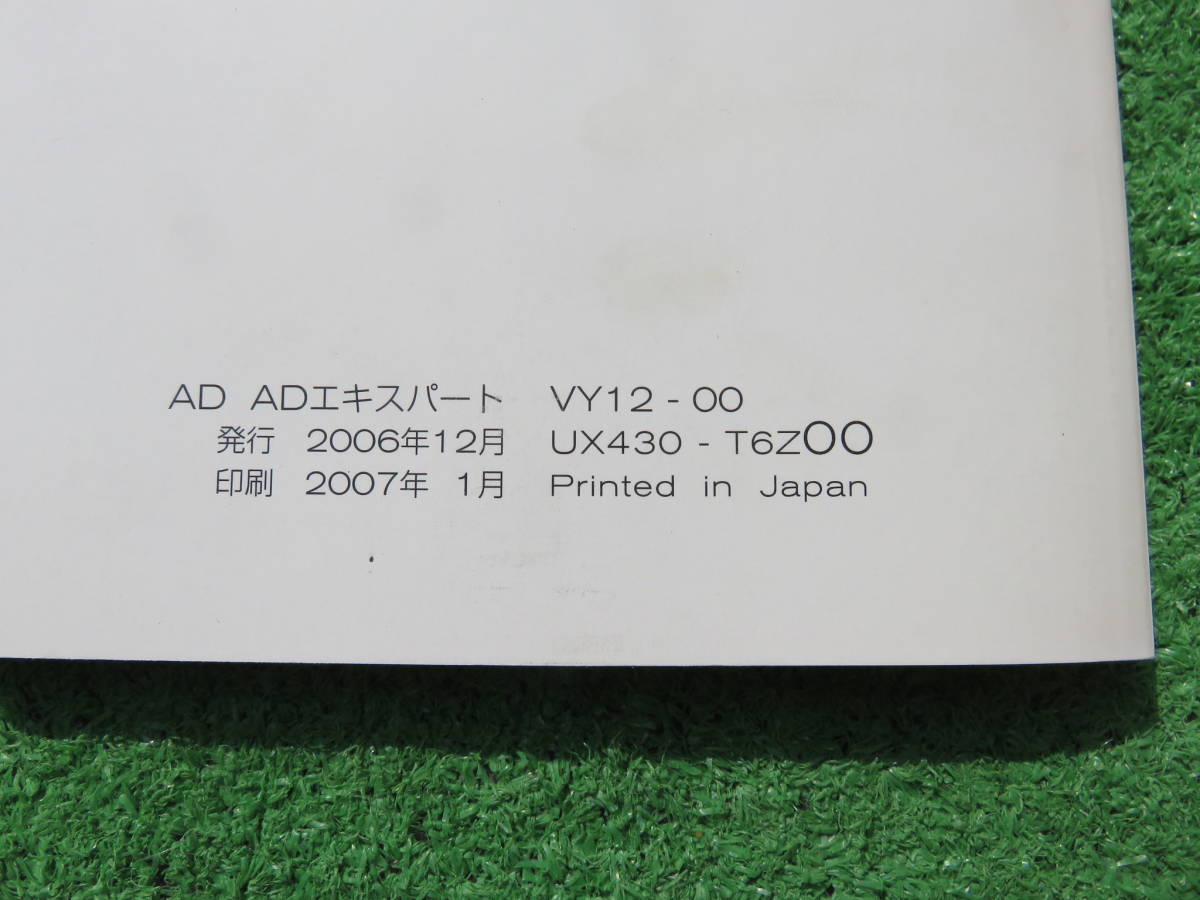 AD ADエキスパート VY12 - 00
発行 2006年12月 UX430 - T6Z00
印刷 2007年 1月 Printed in Japan